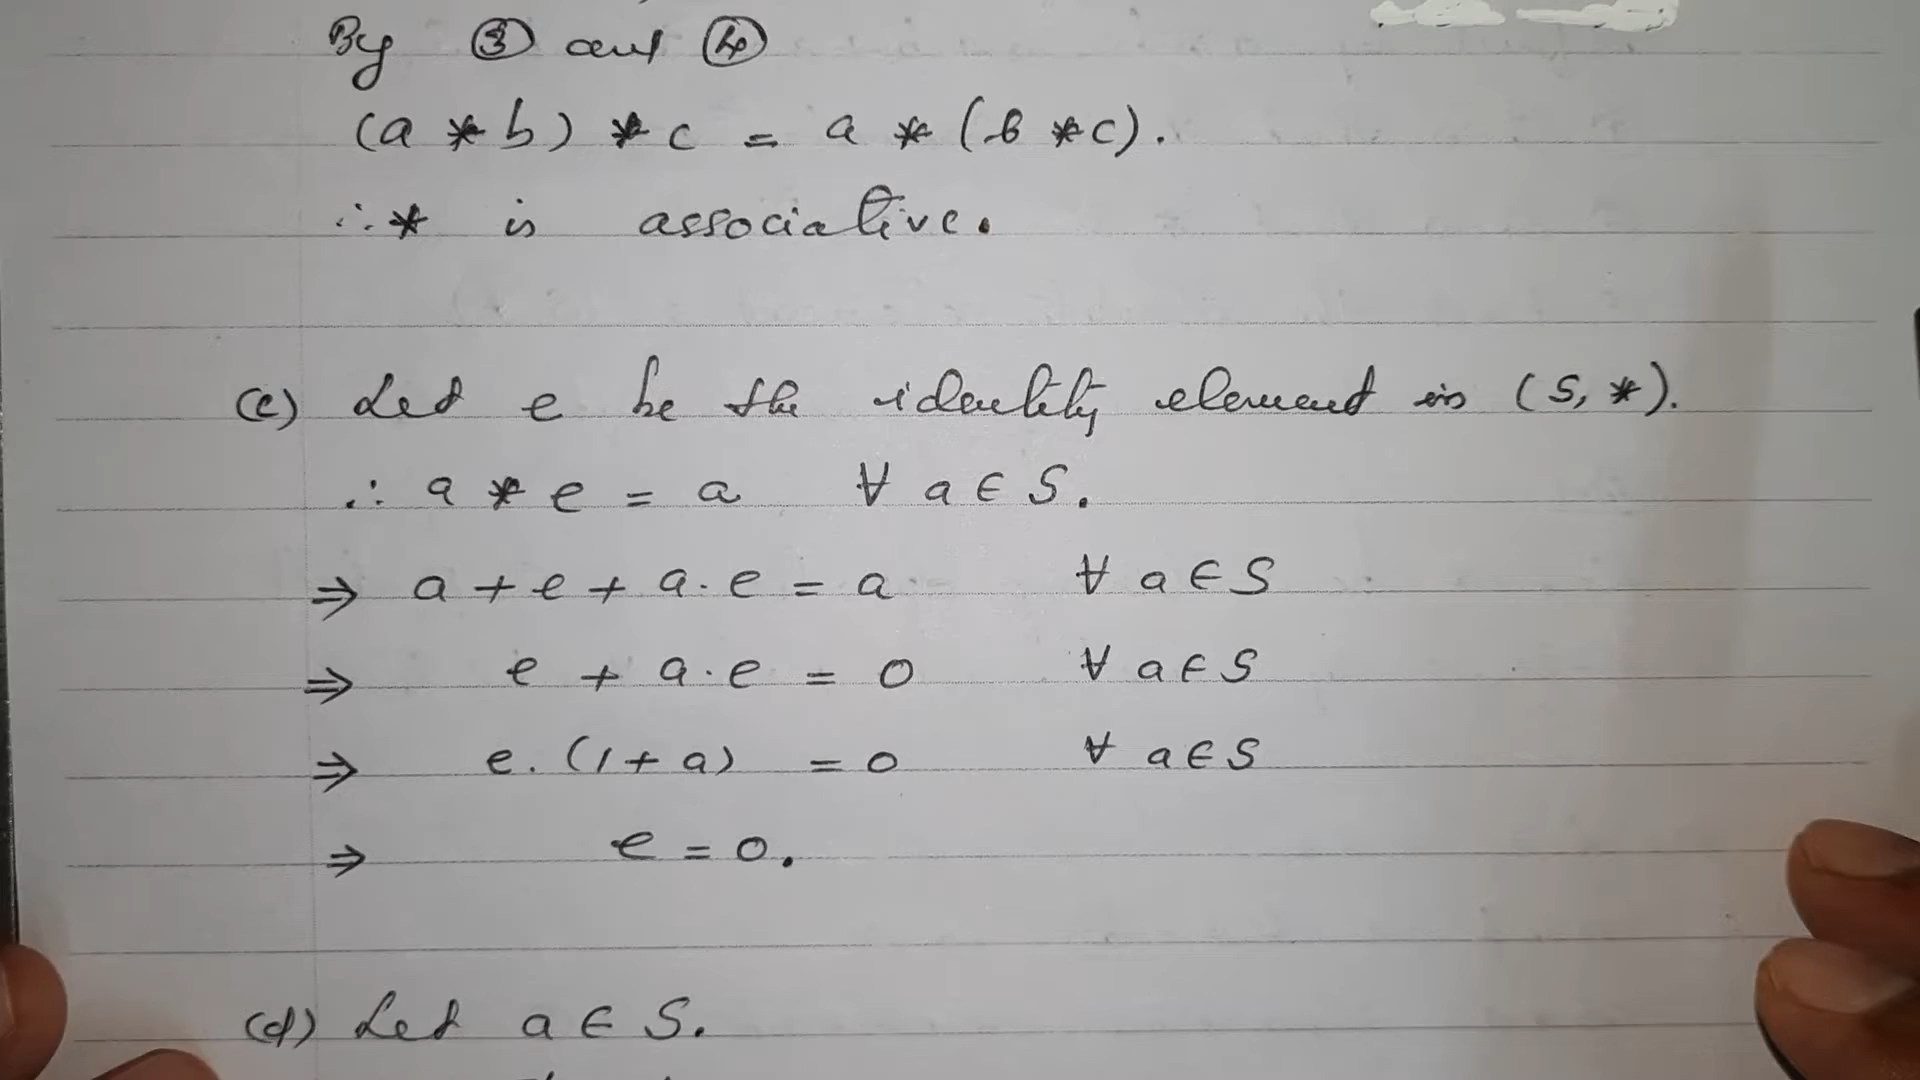 By ③ and ④
(a * b) * c = a * (b * c).
∴ * is associative.
(c) Let e be the identity element in (S, *).
∴ a * e = a ∀ a ∈ S.
⇒ a + e + a.e = a ∀ a ∈ S
⇒ e + a.e = 0 ∀ a ∈ S
⇒ e.(1 + a) = 0 ∀ a ∈ S
⇒ e = 0.
(d) Let a ∈ S.